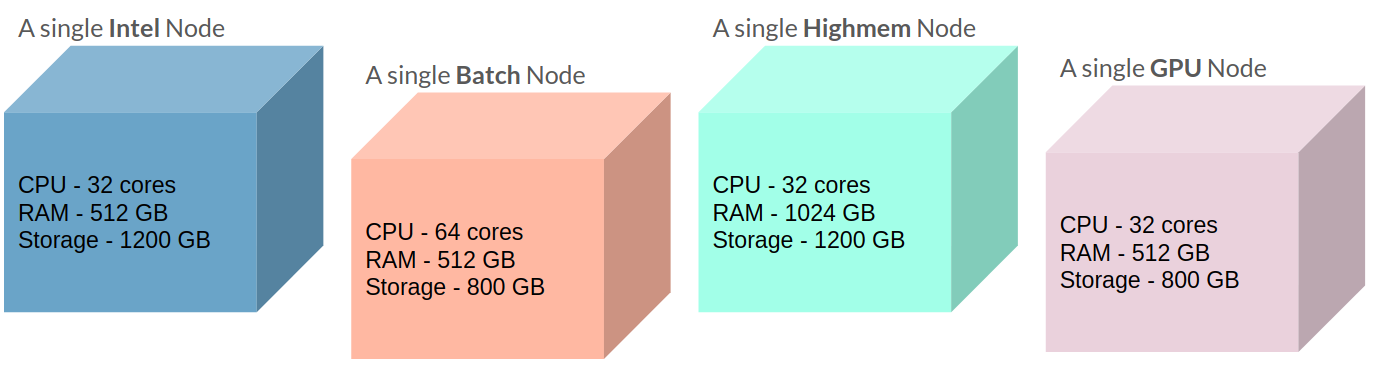 A single Intel Node
CPU - 32 cores
RAM - 512 GB
Storage - 1200 GB
A single Batch Node
CPU - 64 cores
RAM - 512 GB
Storage - 800 GB
A single Highmem Node
CPU - 32 cores
RAM - 1024 GB
Storage - 1200 GB
A single GPU Node
CPU - 32 cores
RAM - 512 GB
Storage - 800 GB